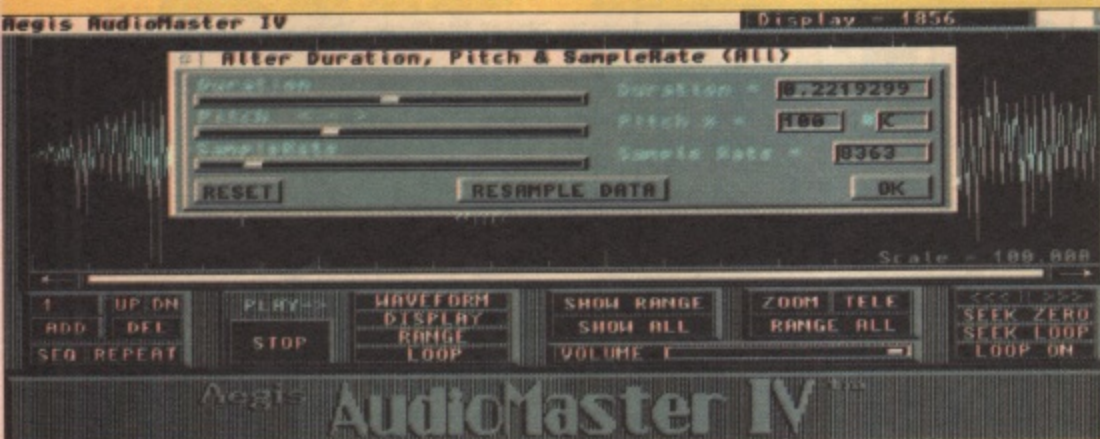 Aegis AudioMaster IV
Display = 1856
Alter Duration, Pitch & SampleRate (All)
Duration
Duration = 0.2219299
Pitch < >
Pitch % = 100
SampleRate
Sample Rate = 8363
RESET
RESAMPLE DATA
OK
Scale = 100.000
1 UP DN
ADD DEL
SEQ REPEAT
PLAY=>
STOP
WAVEFORM
DISPLAY
RANGE
LOOP
SHOW RANGE
SHOW ALL
VOLUME
ZOOM TELE
RANGE ALL
<<< || >>>
SEEK ZERO
SEEK LOOP
LOOP ON
Aegis AudioMaster IV™